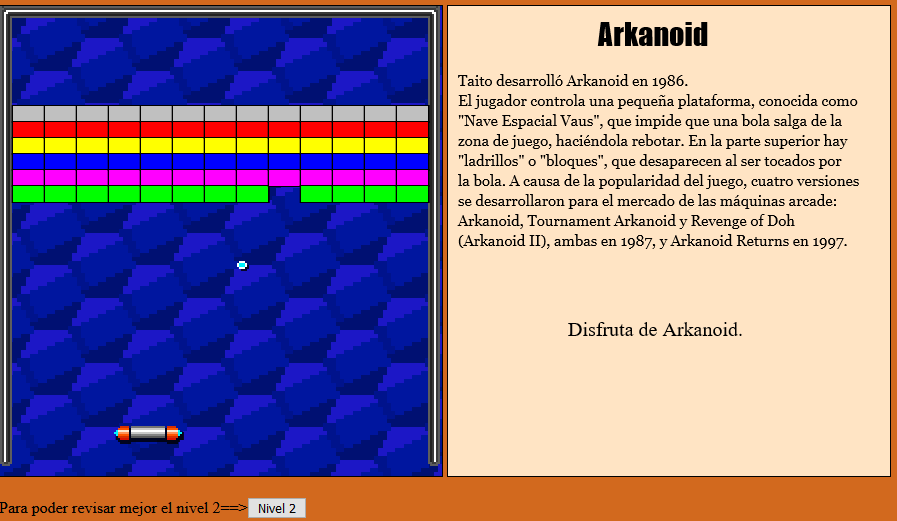 Arkanoid
Taito desarrolló Arkanoid en 1986.
El jugador controla una pequeña plataforma, conocida como
"Nave Espacial Vaus", que impide que una bola salga de la
zona de juego, haciéndola rebotar. En la parte superior hay
"ladrillos" o "bloques", que desaparecen al ser tocados por
la bola. A causa de la popularidad del juego, cuatro versiones
se desarrollaron para el mercado de las máquinas arcade:
Arkanoid, Tournament Arkanoid y Revenge of Doh
(Arkanoid II), ambas en 1987, y Arkanoid Returns en 1997.
Disfruta de Arkanoid.
Para poder revisar mejor el nivel 2==> Nivel 2